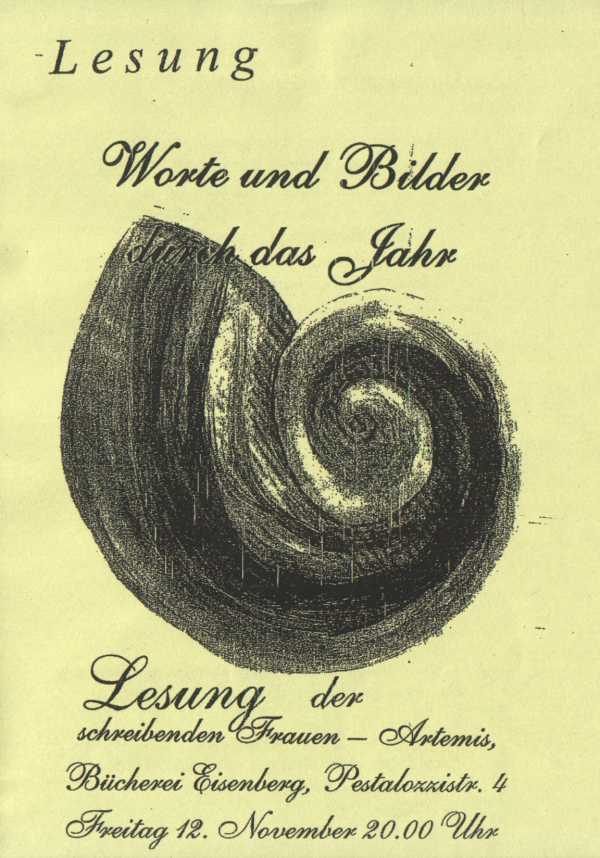 Lesung
Worte und Bilder
durch das Jahr
Lesung der
schreibenden Frauen – Artemis,
Bücherei Eisenberg, Pestalozzistr. 4
Freitag 12. November 20.00 Uhr